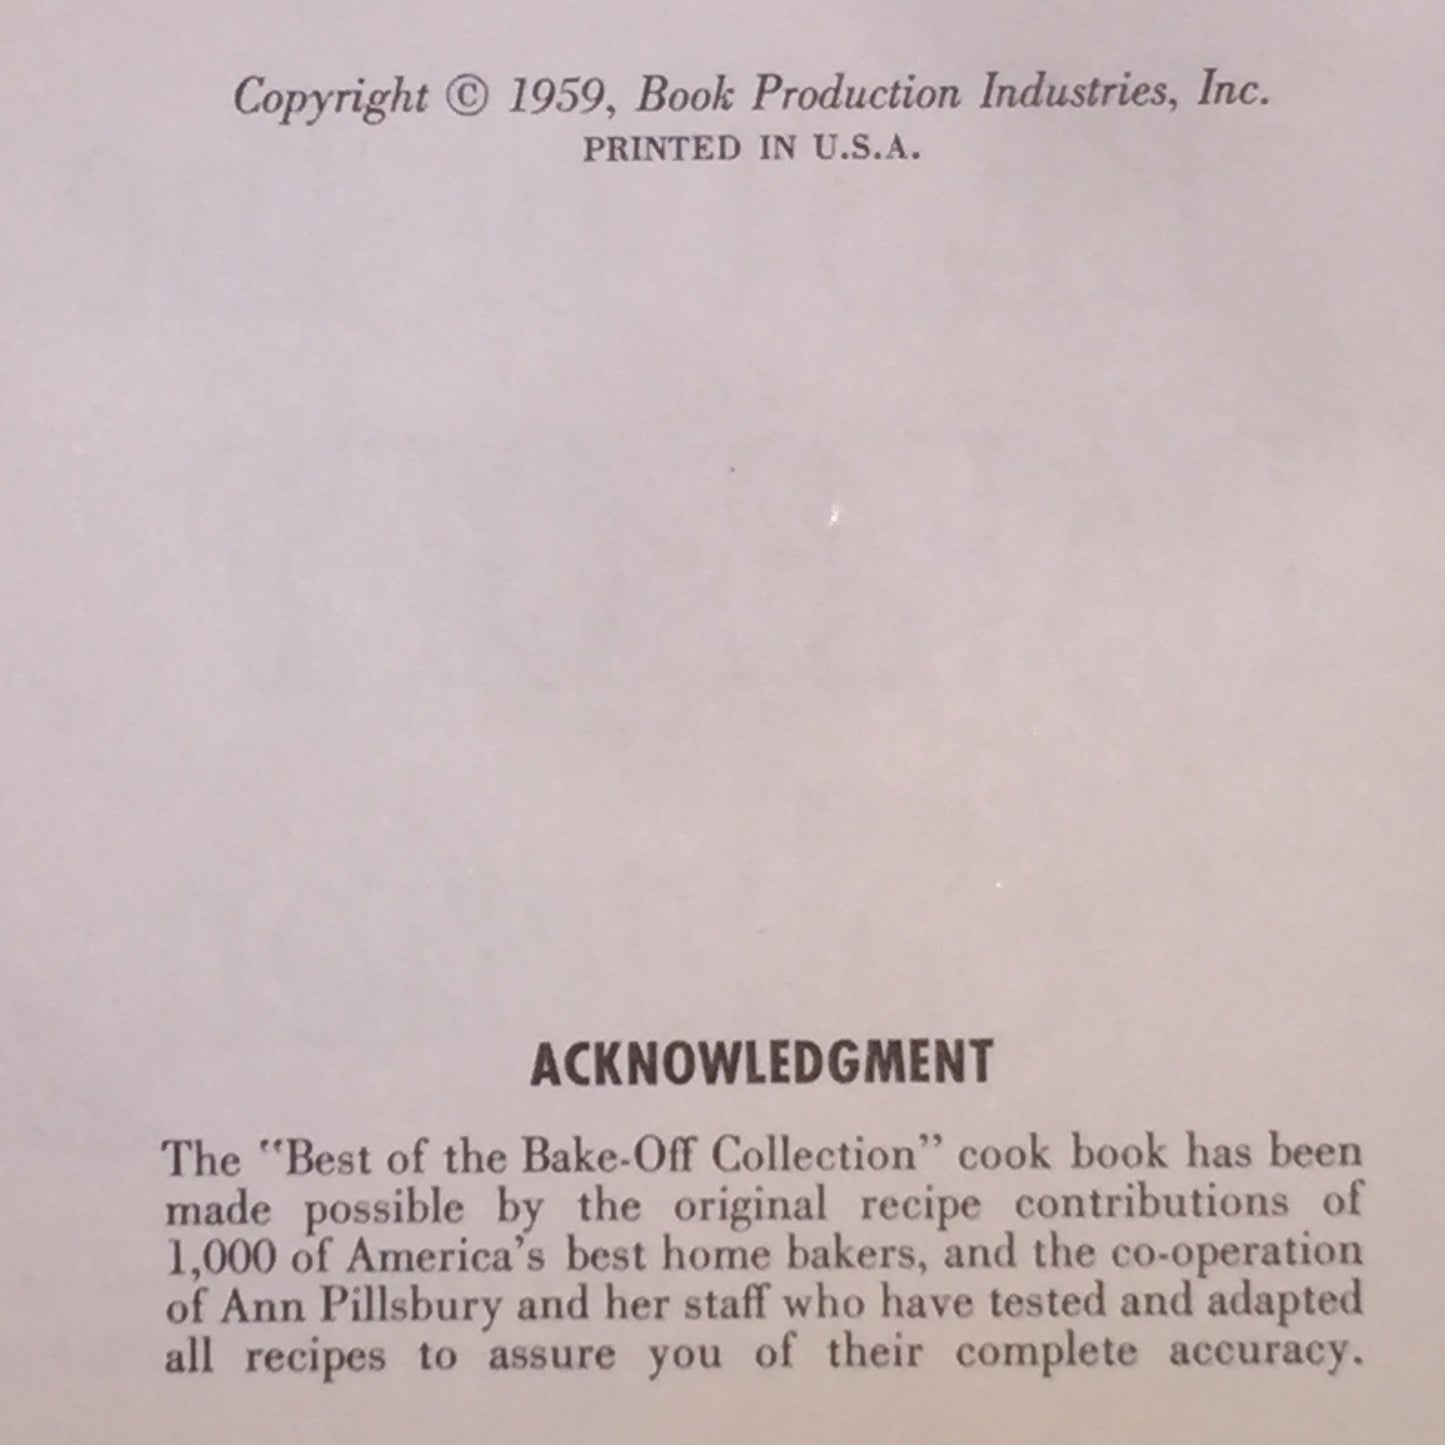 Copyright © 1959, Book Production Industries, Inc.
PRINTED IN U.S.A.
ACKNOWLEDGMENT
The "Best of the Bake-Off Collection" cook book has been
made possible by the original recipe contributions of
1,000 of America's best home bakers, and the co-operation
of Ann Pillsbury and her staff who have tested and adapted
all recipes to assure you of their complete accuracy.